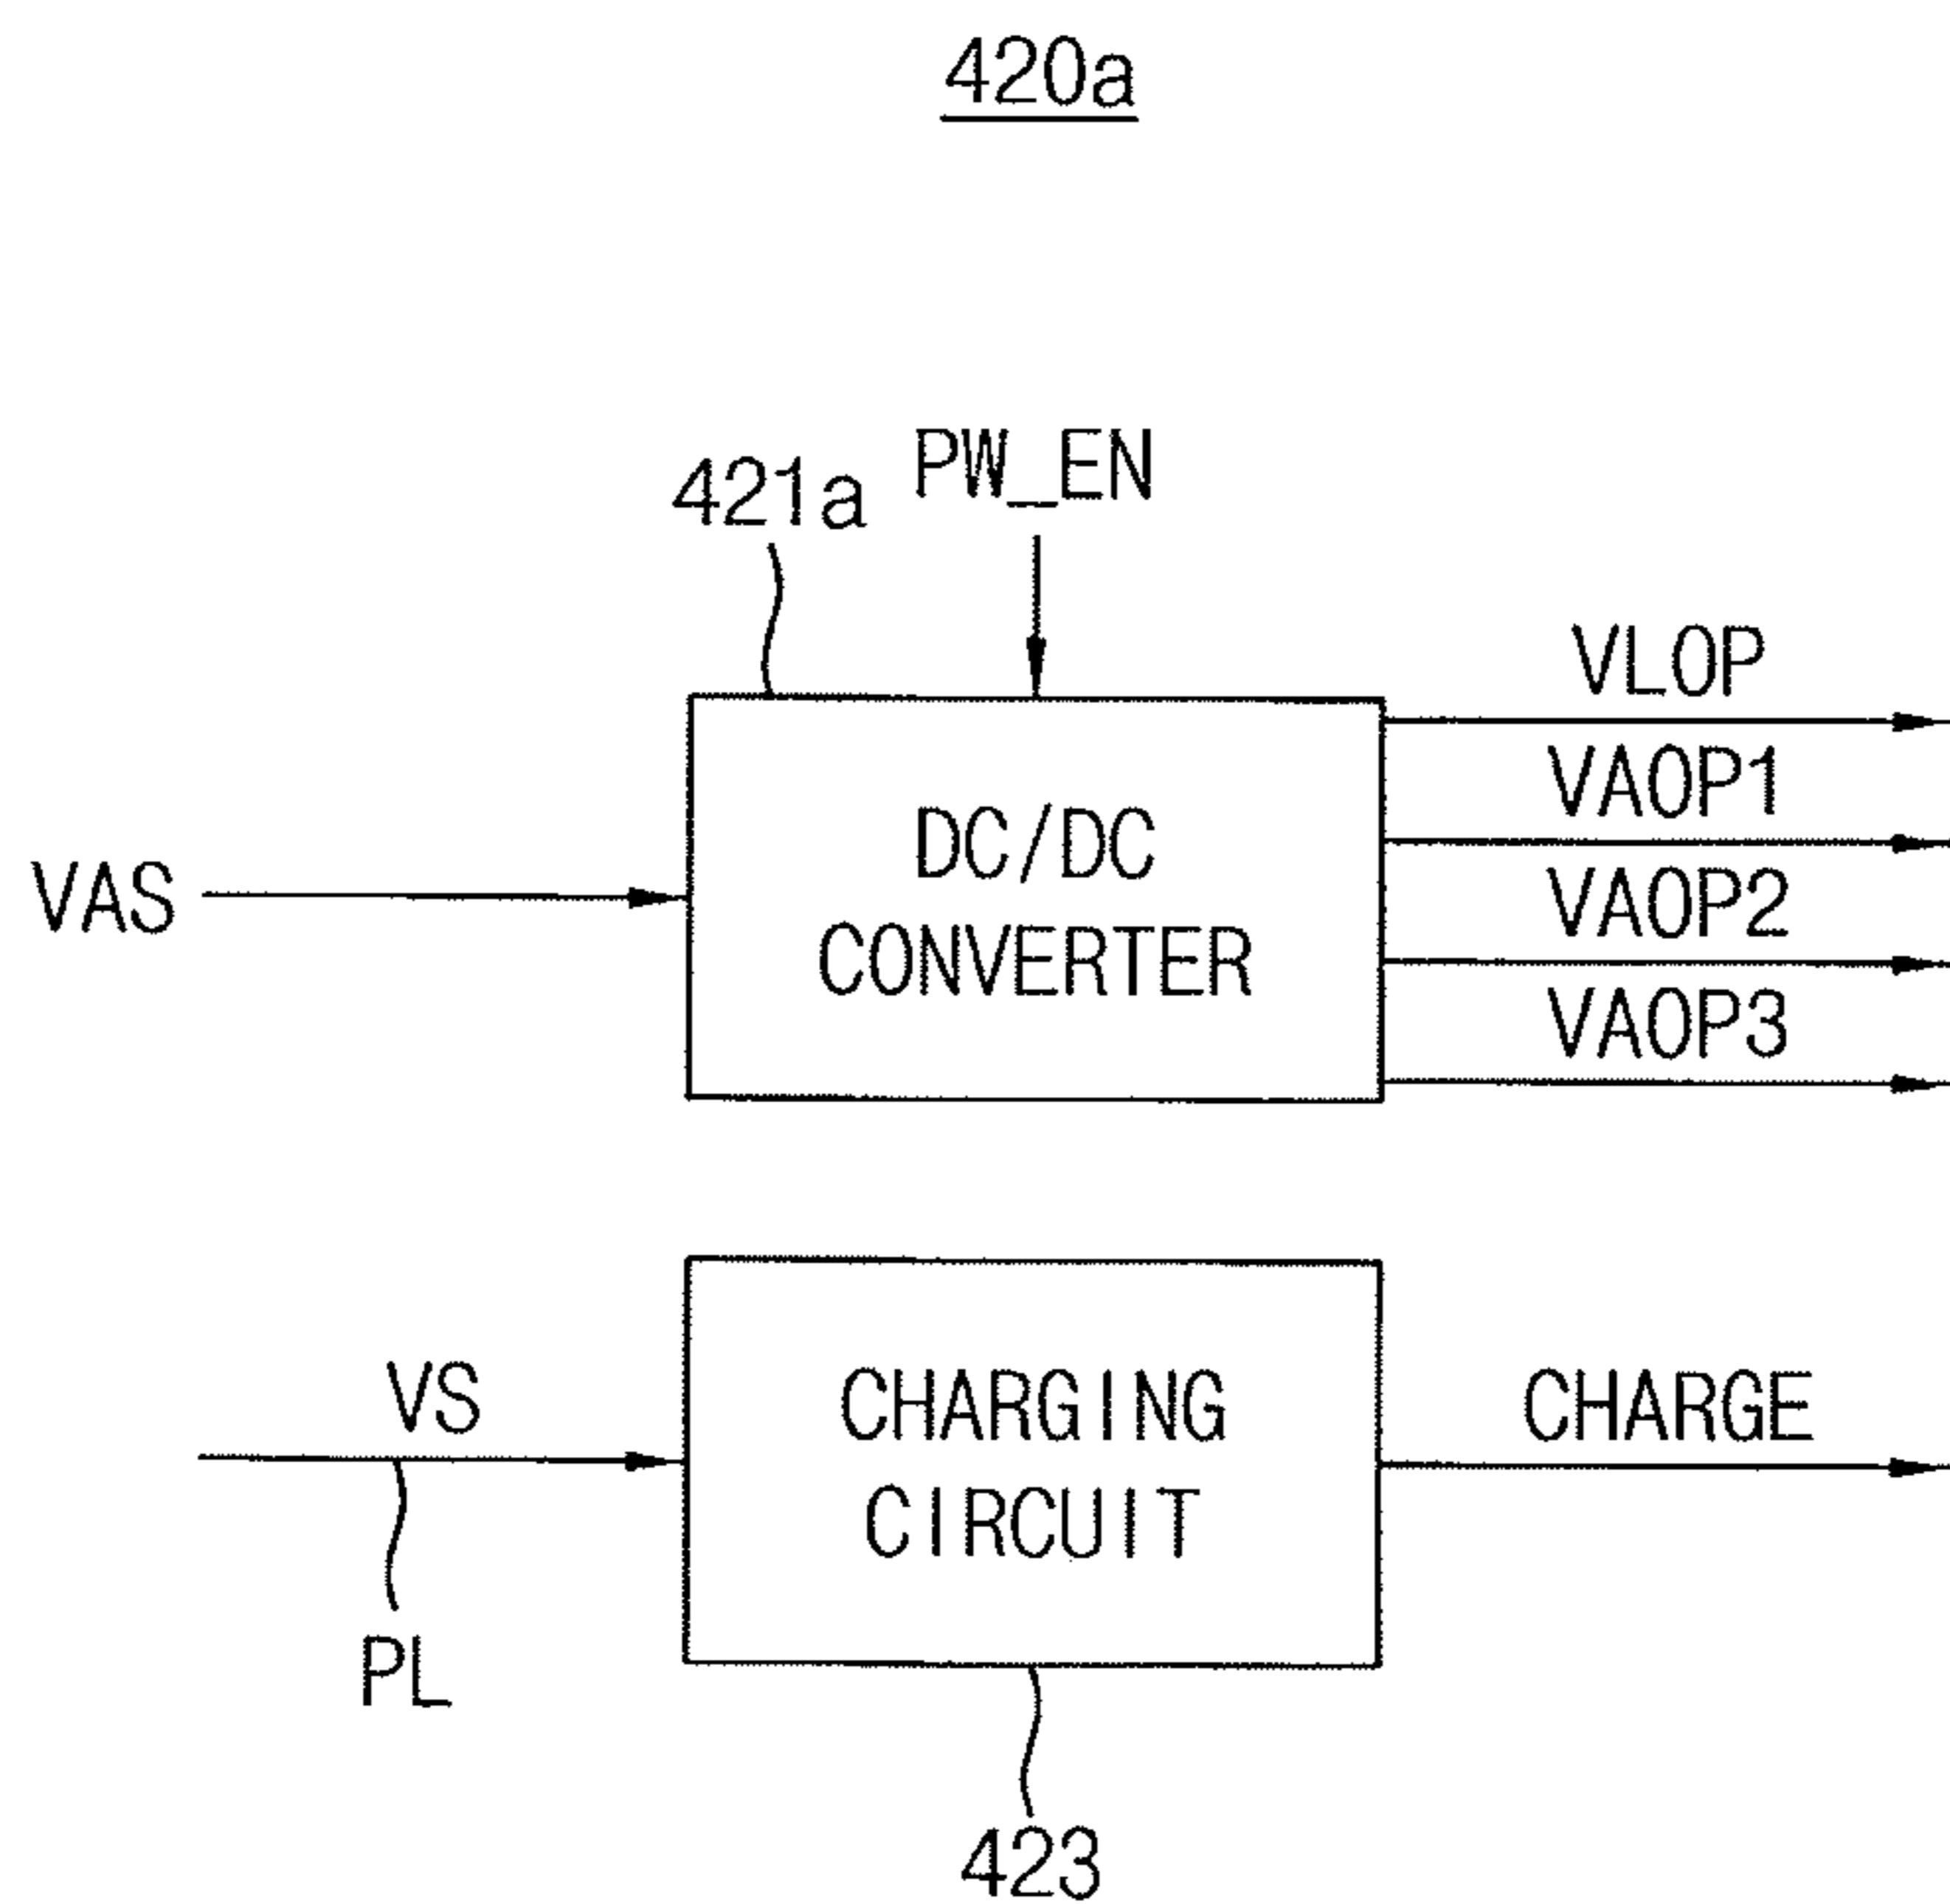 420a
421a
PW_EN
VLOP
VAOP1
VAS
DC/DC
CONVERTER
VAOP2
VAOP3
VS
CHARGING
CIRCUIT
CHARGE
PL
423